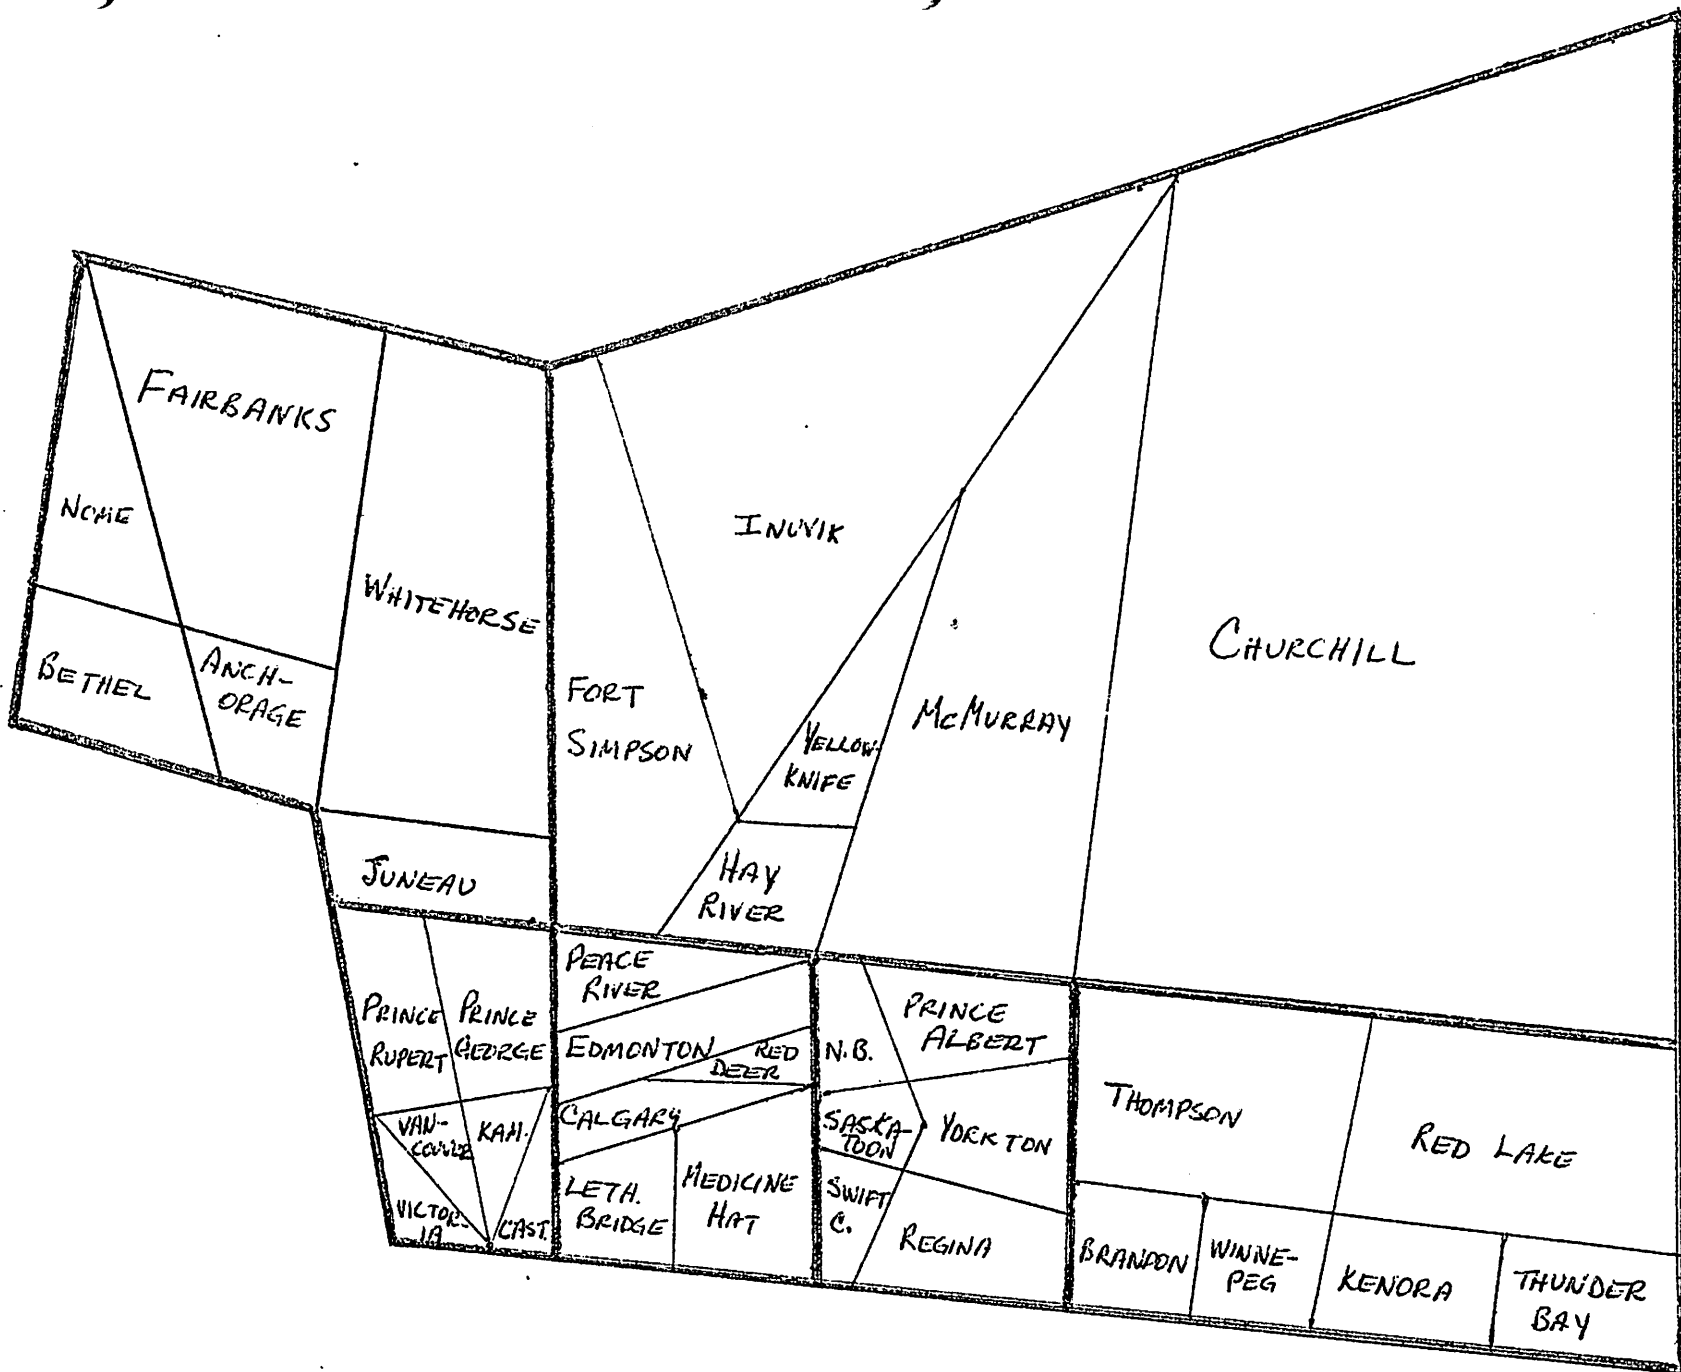 FAIRBANKS
NOME
WHITEHORSE
BETHEL
ANCH-
ORAGE
JUNEAU
INUVIK
FORT
SIMPSON
YELLOW-
KNIFE
HAY
RIVER
MCMURRAY
CHURCHILL
PRINCE
RUPERT
PRINCE
GEORGE
VAN-
COUVER
KAM.
VICTOR-
IA
CAST.
PEACE
RIVER
EDMONTON
RED
DEER
CALGARY
LETH.
BRIDGE
MEDICINE
HAT
N.B.
PRINCE
ALBERT
SASKA-
TOON
YORKTON
SWIFT
C.
REGINA
THOMPSON
RED LAKE
BRANDON
WINNE-
PEG
KENORA
THUNDER
BAY